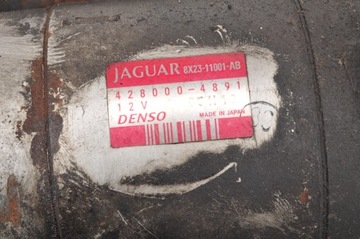 JAGUAR 8X23-11001-AB
428000-4891
12V
DENSO MADE IN JAPAN